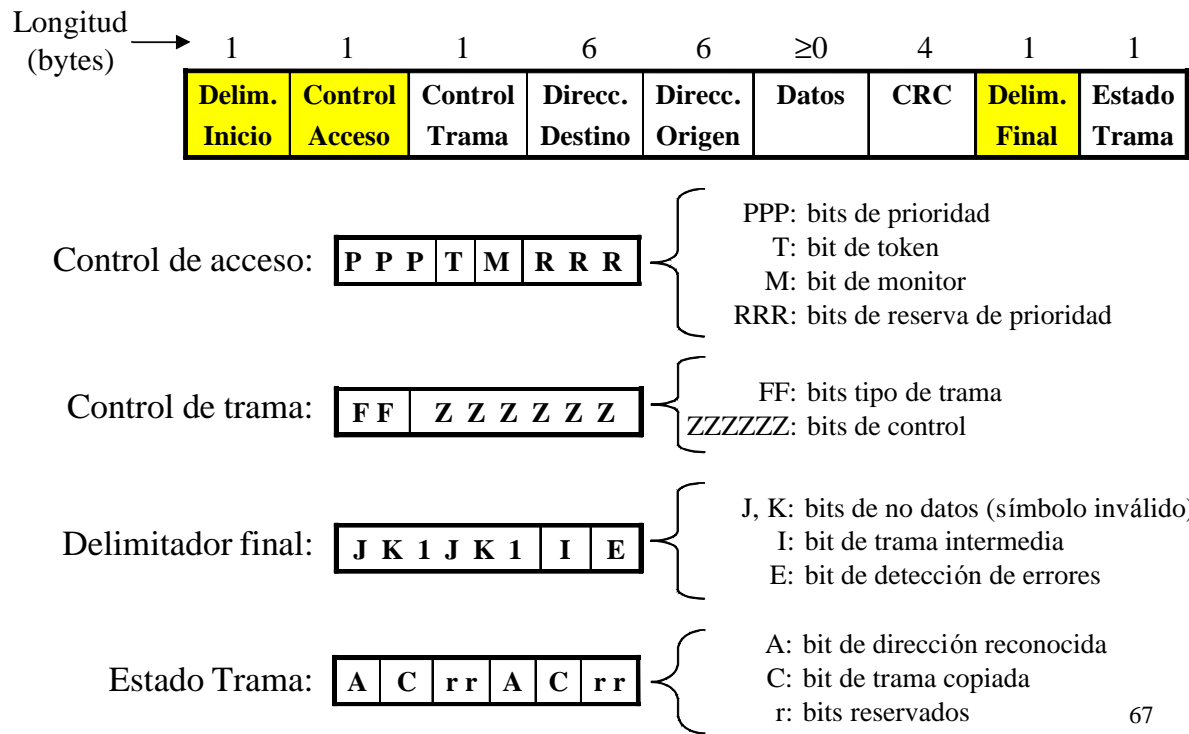 Longitud
(bytes)
1 1 1 6 6 ≥0 4 1 1
Delim. Control Control Direcc. Direcc. Datos CRC Delim. Estado
Inicio Acceso Trama Destino Origen Final Trama
PPP: bits de prioridad
T: bit de token
Control de acceso: P P P T M R R R
M: bit de monitor
RRR: bits de reserva de prioridad
FF: bits tipo de trama
Control de trama: F F Z Z Z Z Z Z
ZZZZZZ: bits de control
J, K: bits de no datos (símbolo inválido)
Delimitador final: J K 1 J K 1 I E
I: bit de trama intermedia
E: bit de detección de errores
A: bit de dirección reconocida
Estado Trama: A C r r A C r r
C: bit de trama copiada
r: bits reservados
67